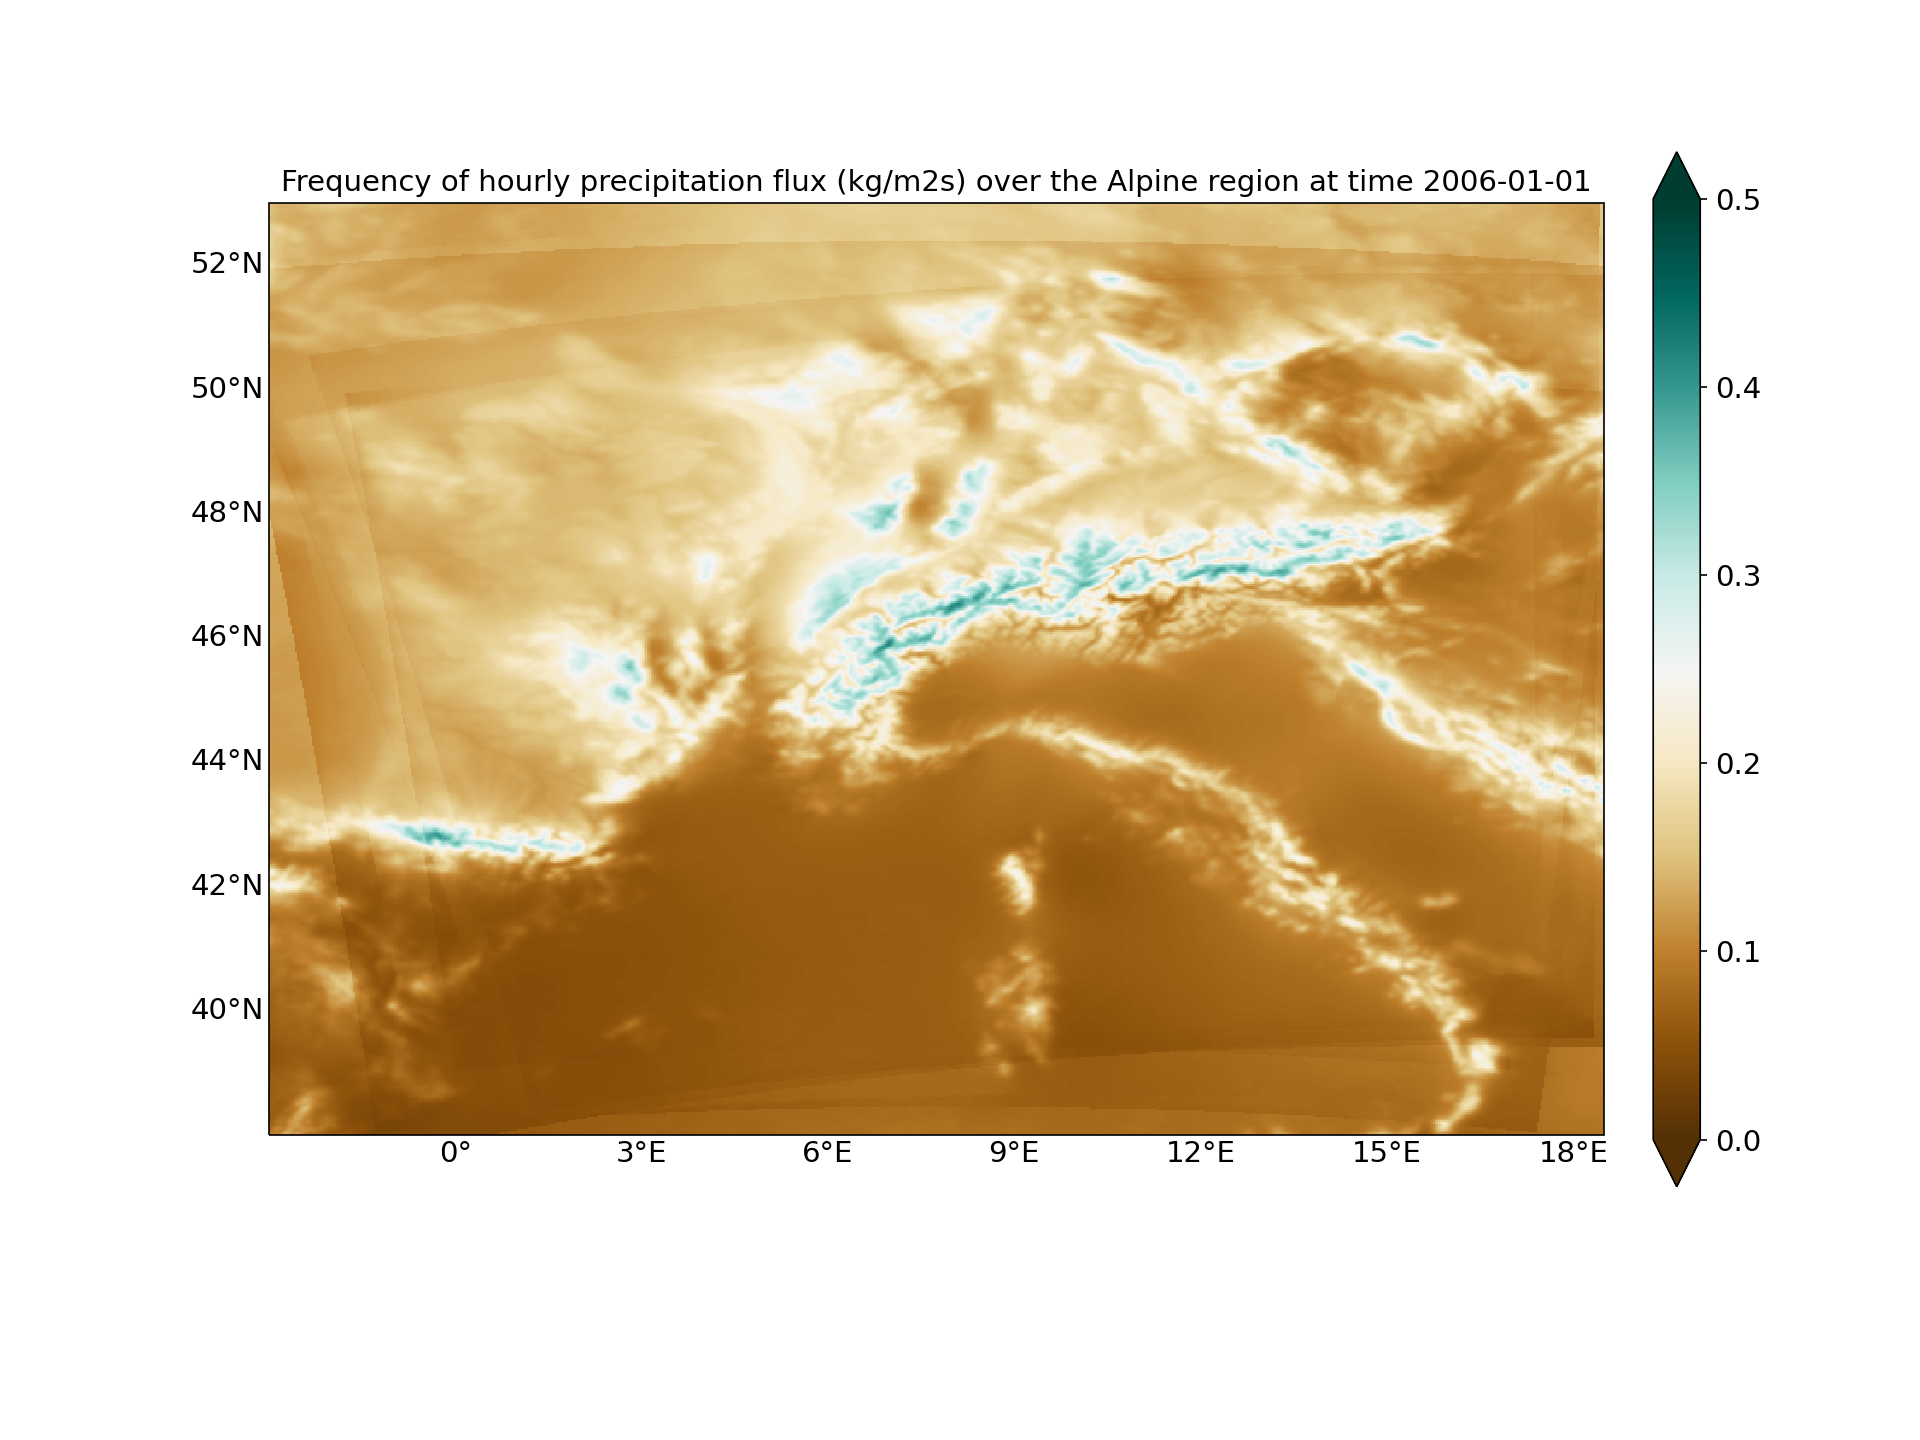 Frequency of hourly precipitation flux (kg/m2s) over the Alpine region at time 2006-01-01
52°N
50°N
48°N
46°N
44°N
42°N
40°N
0°
3°E
6°E
9°E
12°E
15°E
18°E
0.5
0.4
0.3
0.2
0.1
0.0